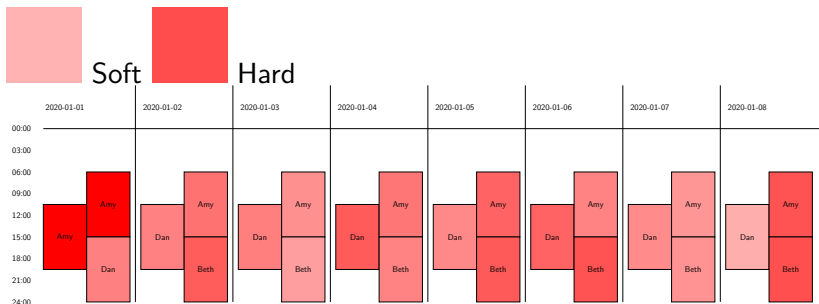 Soft Hard
2020-01-01 2020-01-02 2020-01-03 2020-01-04 2020-01-05 2020-01-06 2020-01-07 2020-01-08
00:00
03:00
06:00
09:00
Amy Amy Amy Amy Amy Amy Amy Amy
12:00
Amy Dan Dan Dan Dan Dan Dan Dan
15:00
18:00
Dan Beth Beth Beth Beth Beth Beth Beth
21:00
24:00